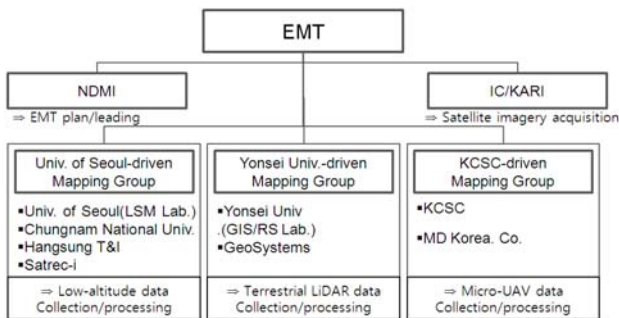 EMT
NDMI
IC/KARI
⇒ EMT plan/leading
⇒ Satellite imagery acquisition
Univ. of Seoul-driven
Mapping Group
▪Univ. of Seoul(LSM Lab.)
▪Chungnam National Univ.
▪Hangsung T&I
▪Satrec-i
⇒ Low-altitude data
Collection/processing
Yonsei Univ.-driven
Mapping Group
▪Yonsei Univ
.(GIS/RS Lab.)
▪GeoSystems
⇒ Terrestrial LiDAR data
Collection/processing
KCSC-driven
Mapping Group
▪KCSC
▪MD Korea. Co.
⇒ Micro-UAV data
Collection/processing